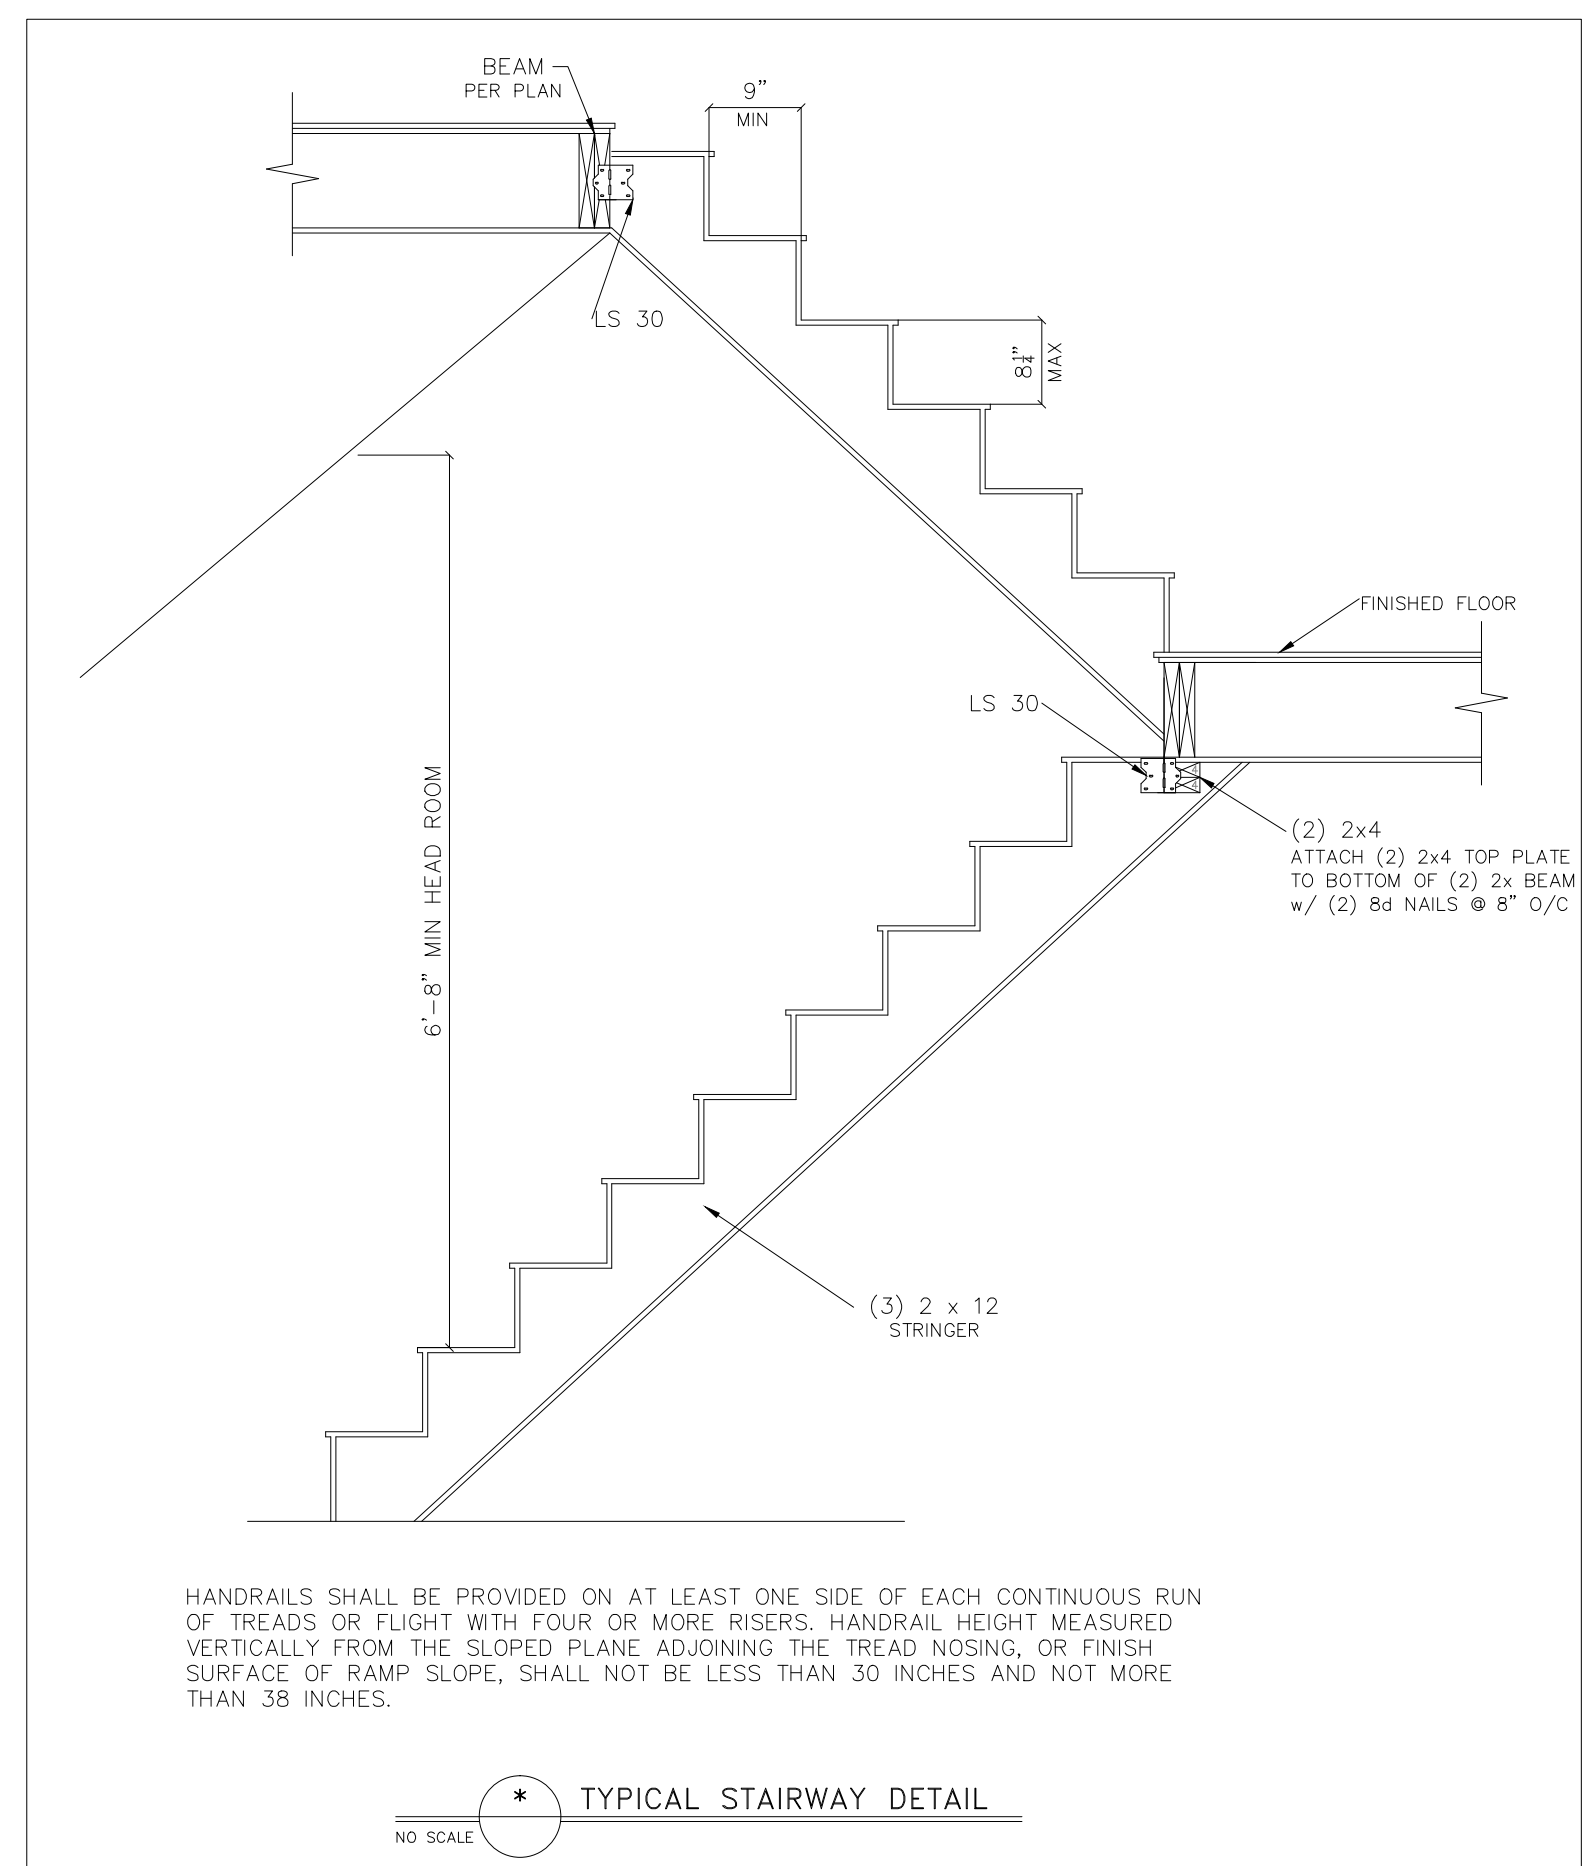 BEAM
PER PLAN
9”
MIN
LS 30
8¼”
MAX
6’-8” MIN HEAD ROOM
FINISHED FLOOR
LS 30
(2) 2x4
ATTACH (2) 2x4 TOP PLATE
TO BOTTOM OF (2) 2x BEAM
w/ (2) 8d NAILS @ 8” O/C
(3) 2 x 12
STRINGER
HANDRAILS SHALL BE PROVIDED ON AT LEAST ONE SIDE OF EACH CONTINUOUS RUN
OF TREADS OR FLIGHT WITH FOUR OR MORE RISERS. HANDRAIL HEIGHT MEASURED
VERTICALLY FROM THE SLOPED PLANE ADJOINING THE TREAD NOSING, OR FINISH
SURFACE OF RAMP SLOPE, SHALL NOT BE LESS THAN 30 INCHES AND NOT MORE
THAN 38 INCHES.
* TYPICAL STAIRWAY DETAIL
NO SCALE